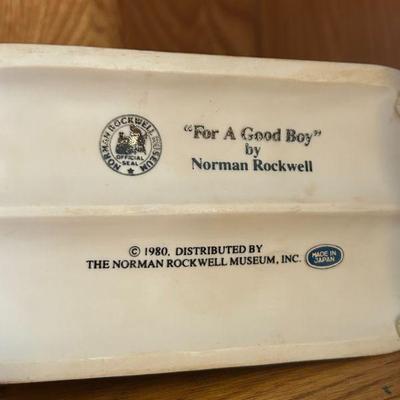 NORMAN ROCKWELL MUSEUM
OFFICIAL
SEAL
"For A Good Boy"
by
Norman Rockwell
© 1980, DISTRIBUTED BY
THE NORMAN ROCKWELL MUSEUM, INC.
MADE IN
JAPAN